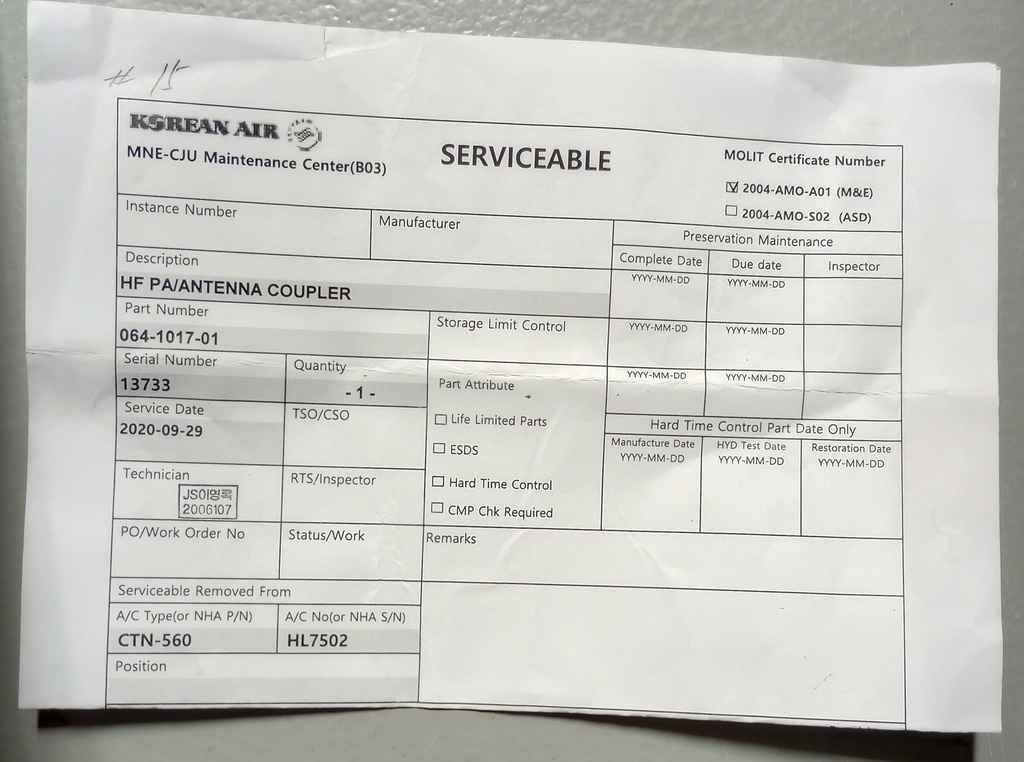 # 15
KOREAN AIR
MNE-CJU Maintenance Center(B03)
SERVICEABLE
MOLIT Certificate Number
☑ 2004-AMO-A01 (M&E)
☐ 2004-AMO-S02 (ASD)
Instance Number
Manufacturer
Preservation Maintenance
Complete Date Due date Inspector
YYYY-MM-DD YYYY-MM-DD
Description
HF PA/ANTENNA COUPLER
Part Number
064-1017-01
Storage Limit Control
YYYY-MM-DD YYYY-MM-DD
Serial Number
13733
Quantity
- 1 -
Part Attribute
YYYY-MM-DD YYYY-MM-DD
Service Date
2020-09-29
TSO/CSO
☐ Life Limited Parts
☐ ESDS
☐ Hard Time Control
☐ CMP Chk Required
Hard Time Control Part Date Only
Manufacture Date HYD Test Date Restoration Date
YYYY-MM-DD YYYY-MM-DD YYYY-MM-DD
Technician
JS이영록
2006107
RTS/Inspector
PO/Work Order No
Status/Work
Remarks
Serviceable Removed From
A/C Type(or NHA P/N) A/C No(or NHA S/N)
CTN-560 HL7502
Position